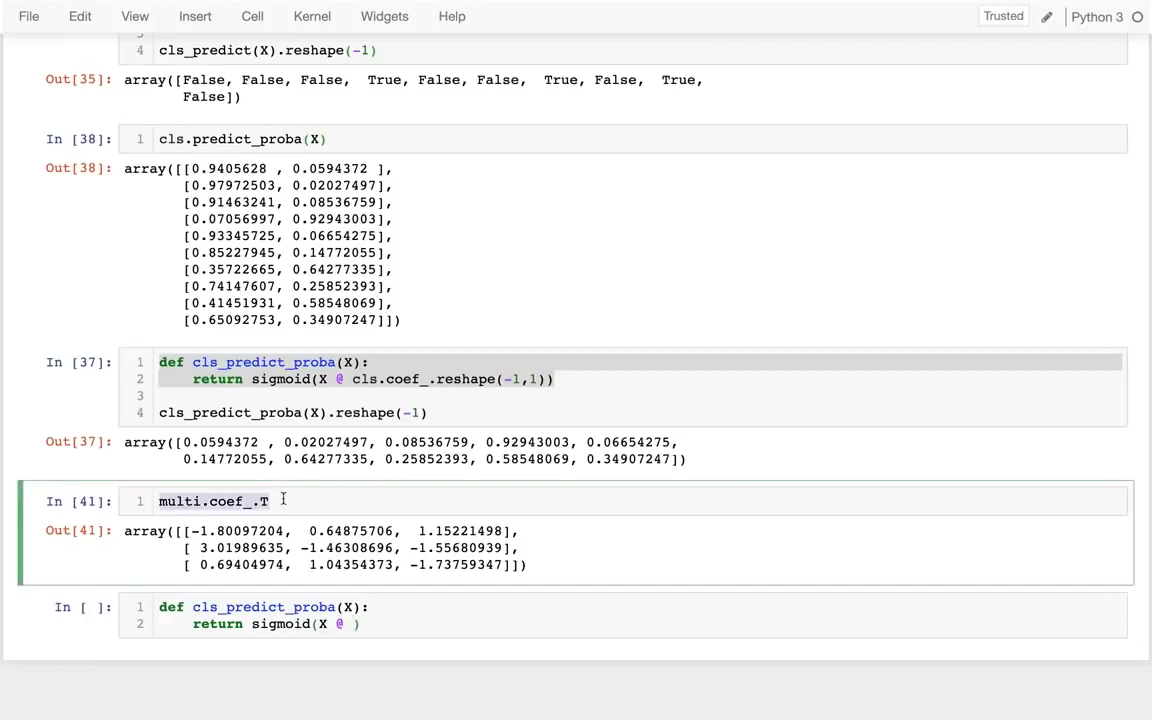 File Edit View Insert Cell Kernel Widgets Help Trusted Python 3
4 cls_predict(X).reshape(-1)
Out[35]: array([False, False, False,  True, False, False,  True, False,  True,
False])
In [38]: 1 cls.predict_proba(X)
Out[38]: array([[0.9405628 , 0.0594372 ],
[0.97972503, 0.02027497],
[0.91463241, 0.08536759],
[0.07056997, 0.92943003],
[0.93345725, 0.06654275],
[0.85227945, 0.14772055],
[0.35722665, 0.64277335],
[0.74147607, 0.25852393],
[0.41451931, 0.58548069],
[0.65092753, 0.34907247]])
In [37]: 1 def cls_predict_proba(X):
2 return sigmoid(X @ cls.coef_.reshape(-1,1))
3
4 cls_predict_proba(X).reshape(-1)
Out[37]: array([0.0594372 , 0.02027497, 0.08536759, 0.92943003, 0.06654275,
0.14772055, 0.64277335, 0.25852393, 0.58548069, 0.34907247])
In [41]: 1 multi.coef_.T
Out[41]: array([[-1.80097204,  0.64875706,  1.15221498],
[ 3.01989635, -1.46308696, -1.55680939],
[ 0.69404974,  1.04354373, -1.73759347]])
In [ ]: 1 def cls_predict_proba(X):
2 return sigmoid(X @ )